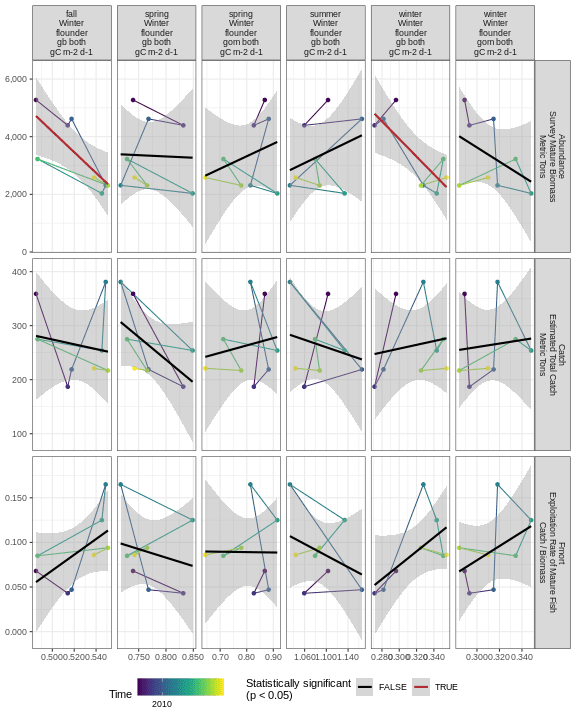 fall
Winter
flounder
gb both
gC m-2 d-1
spring
Winter
flounder
gb both
gC m-2 d-1
spring
Winter
flounder
gom both
gC m-2 d-1
summer
Winter
flounder
gb both
gC m-2 d-1
winter
Winter
flounder
gb both
gC m-2 d-1
winter
Winter
flounder
gom both
gC m-2 d-1
6,000
4,000
2,000
0
Abundance
Survey Mature Biomass
Metric Tons
400
300
200
100
Catch
Estimated Total Catch
Metric Tons
0.150
0.100
0.050
0.000
Fmort
Exploitation Rate of Mature Fish
Catch / Biomass
0.500 0.520 0.540
0.750 0.800 0.850
0.70 0.80 0.90
1.060 1.100 1.140
0.280 0.300 0.320 0.340
0.300 0.320 0.340
Time
2010
Statistically significant
(p < 0.05)
FALSE
TRUE